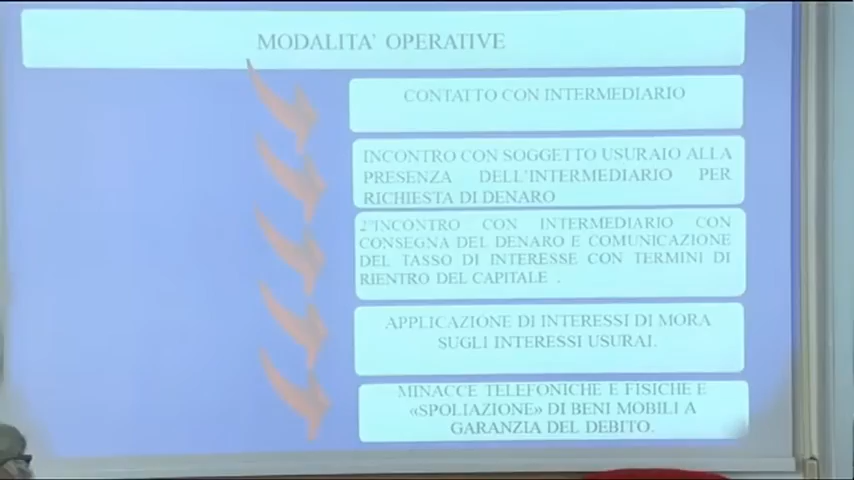 MODALITA' OPERATIVE
CONTATTO CON INTERMEDIARIO
INCONTRO CON SOGGETTO USURAIO ALLA
PRESENZA DELL'INTERMEDIARIO PER
RICHIESTA DI DENARO
2°INCONTRO CON INTERMEDIARIO CON
CONSEGNA DEL DENARO E COMUNICAZIONE
DEL TASSO DI INTERESSE CON TERMINI DI
RIENTRO DEL CAPITALE .
APPLICAZIONE DI INTERESSI DI MORA
SUGLI INTERESSI USURAI.
MINACCE TELEFONICHE E FISICHE E
«SPOLIAZIONE» DI BENI MOBILI A
GARANZIA DEL DEBITO.